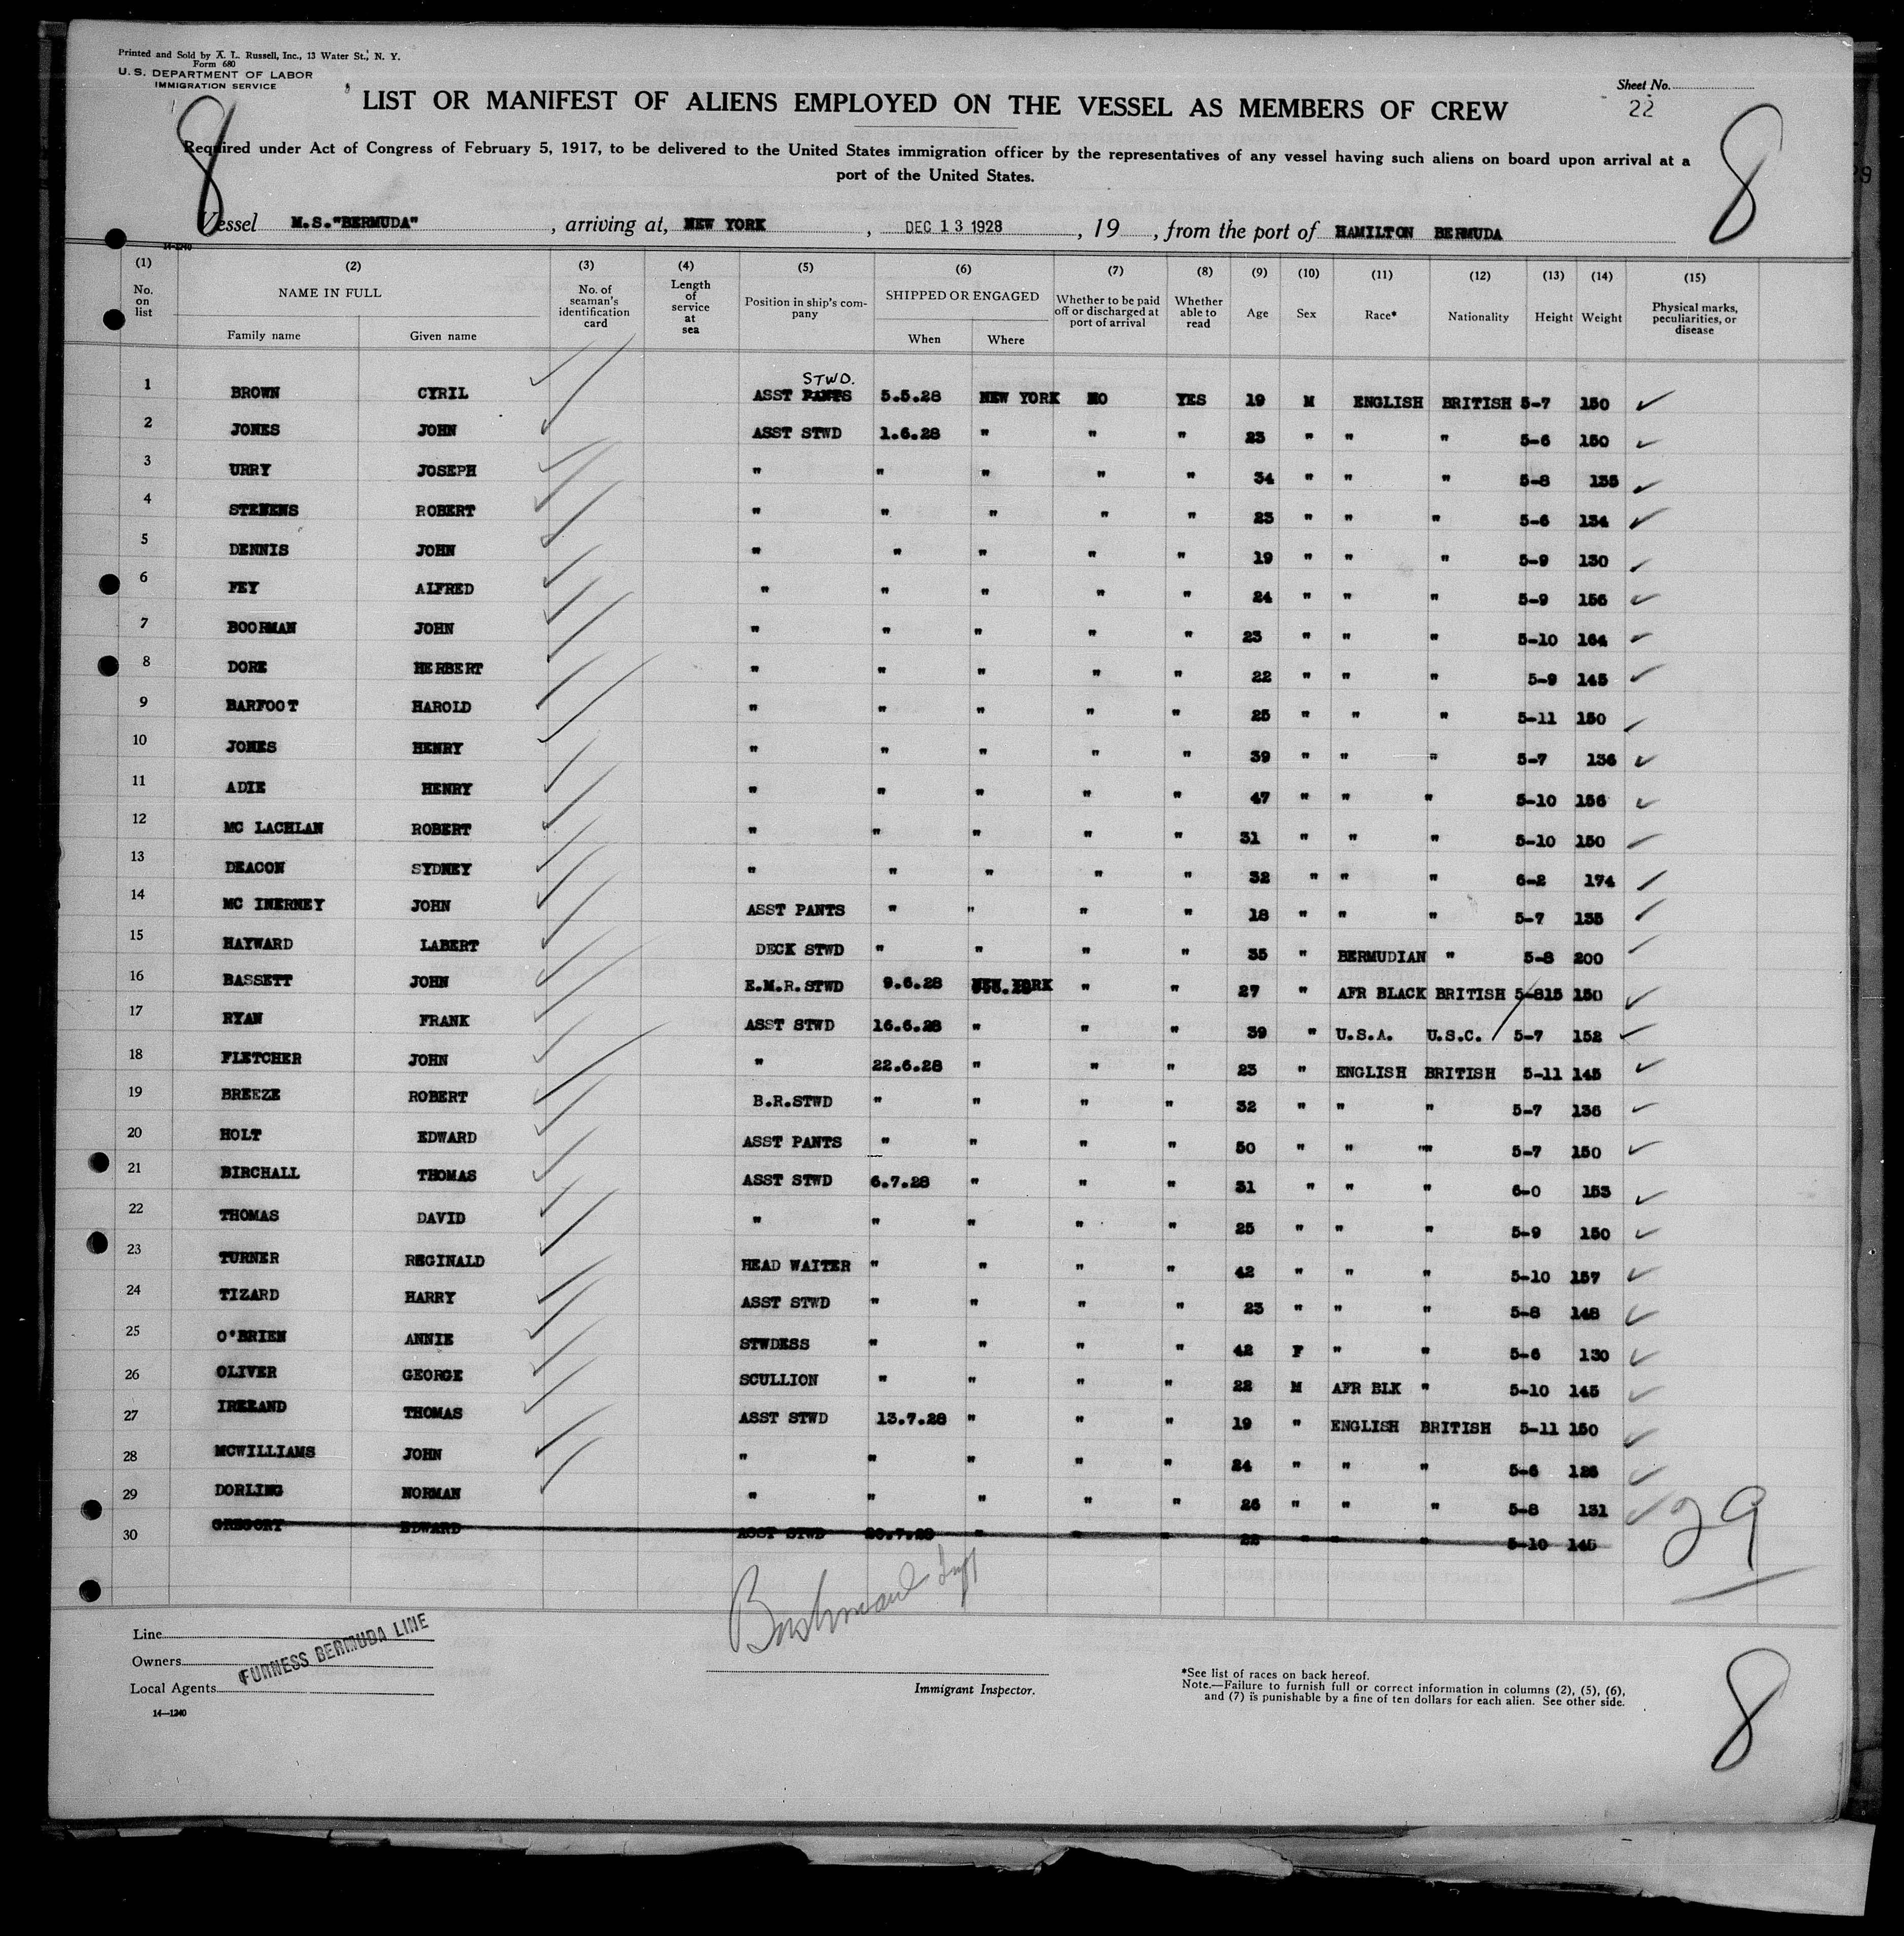 Printed and Sold by A. L. Russell, Inc., 13 Water St., N. Y.
Form 680
U. S. DEPARTMENT OF LABOR
IMMIGRATION SERVICE
Sheet No.
22
8
8
LIST OR MANIFEST OF ALIENS EMPLOYED ON THE VESSEL AS MEMBERS OF CREW
Required under Act of Congress of February 5, 1917, to be delivered to the United States immigration officer by the representatives of any vessel having such aliens on board upon arrival at a
port of the United States.
Vessel M.S."BERMUDA", arriving at, NEW YORK, DEC 13 1928, 19, from the port of HAMILTON BERMUDA
14-1240
(1) (2) (3) (4) (5) (6) (7) (8) (9) (10) (11) (12) (13) (14) (15)
No. on list NAME IN FULL Family name Given name No. of seaman's identification card Length of service at sea Position in ship's company SHIPPED OR ENGAGED When Where Whether to be paid off or discharged at port of arrival Whether able to read Age Sex Race* Nationality Height Weight Physical marks, peculiarities, or disease
STWD.
1 BROWN CYRIL ASST PANTS 5.5.28 NEW YORK NO YES 19 M ENGLISH BRITISH 5-7 150
2 JONES JOHN ASST STWD 1.6.28 " " " 23 " " " 5-6 150
3 URRY JOSEPH " " " " " 34 " " " 5-8 135
4 STEVENS ROBERT " " " " " 23 " " " 5-6 134
5 DENNIS JOHN " " " " " 19 " " " 5-9 130
6 FEY ALFRED " " " " " 24 " " " 5-9 156
7 BOORMAN JOHN " " " " " 23 " " " 5-10 164
8 DORE HERBERT " " " " " 22 " " " 5-9 145
9 BARFOOT HAROLD " " " " " 25 " " " 5-11 150
10 JONES HENRY " " " " " 39 " " " 5-7 136
11 ADIE HENRY " " " " " 47 " " " 5-10 156
12 MC LACHLAN ROBERT " " " " " 31 " " " 5-10 150
13 DEACON SYDNEY " " " " " 32 " " " 6-2 174
14 MC INERNEY JOHN ASST PANTS " " " " 18 " " " 5-7 135
15 HAYWARD LABERT DECK STWD " " " " 35 " BERMUDIAN " 5-8 200
16 BASSETT JOHN E.M.R.STWD 9.6.28 NEW YORK " " 27 " AFR BLACK BRITISH 5-815 150
17 RYAN FRANK ASST STWD 16.6.28 " " " 39 " U.S.A. U.S.C. 5-7 152
18 FLETCHER JOHN " 22.6.28 " " " 23 " ENGLISH BRITISH 5-11 145
19 BREEZE ROBERT B.R.STWD " " " " 32 " " " 5-7 136
20 HOLT EDWARD ASST PANTS " " " " 50 " " "" 5-7 150
21 BIRCHALL THOMAS ASST STWD 6.7.28 " " " 31 " " " 6-0 153
22 THOMAS DAVID " " " " " 25 " " " 5-9 150
23 TURNER REGINALD HEAD WAITER " " " " 42 " " " 5-10 157
24 TIZARD HARRY ASST STWD " " " " 23 " " " 5-8 148
25 O'BRIEN ANNIE STWDESS " " " " 42 F " " 5-6 130
26 OLIVER GEORGE SCULLION " " " " 22 M AFR BLK " 5-10 145
27 IRELAND THOMAS ASST STWD 13.7.28 " " " 19 " ENGLISH BRITISH 5-11 150
28 MCWILLIAMS JOHN " " " " " 24 " " " 5-6 126
29 DORLING NORMAN " " " " " 26 " " " 5-8 131
30 GREGORY EDWARD ASST STWD 20.7.28 " " " 22 " " " 5-10 145
29
Line
Owners
Local Agents
FURNESS BERMUDA LINE
14—1240
Immigrant Inspector.
*See list of races on back hereof.
Note.—Failure to furnish full or correct information in columns (2), (5), (6),
and (7) is punishable by a fine of ten dollars for each alien. See other side.
8